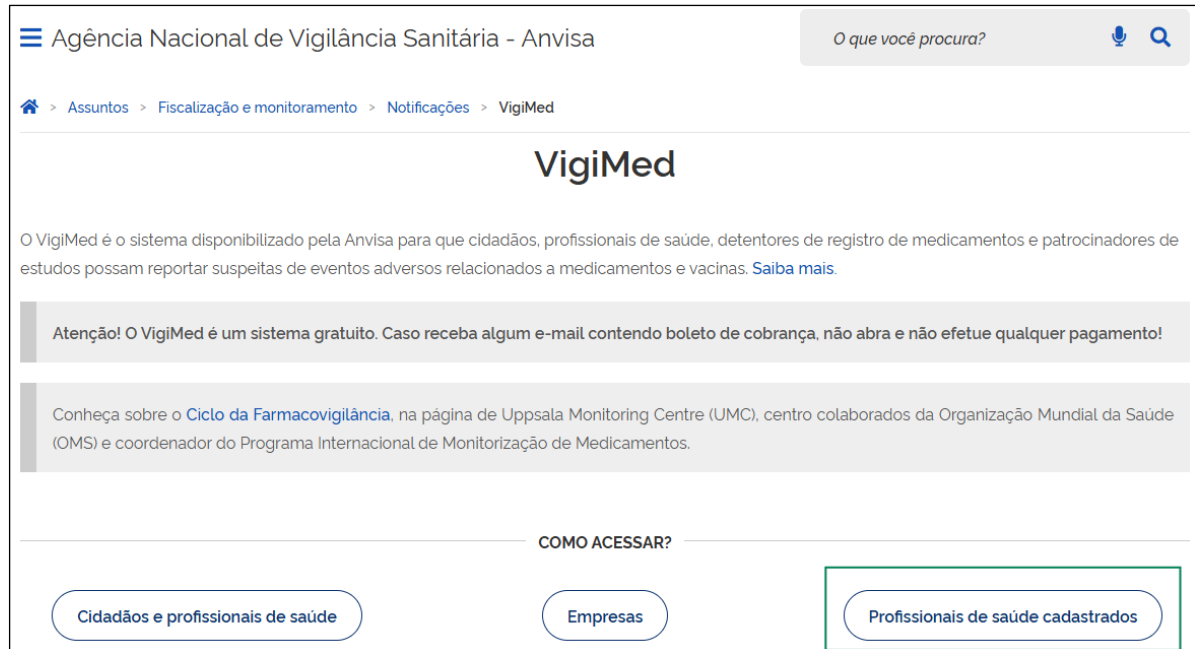 Agência Nacional de Vigilância Sanitária - Anvisa
O que você procura?
> Assuntos > Fiscalização e monitoramento > Notificações > VigiMed
VigiMed
O VigiMed é o sistema disponibilizado pela Anvisa para que cidadãos, profissionais de saúde, detentores de registro de medicamentos e patrocinadores de
estudos possam reportar suspeitas de eventos adversos relacionados a medicamentos e vacinas. Saiba mais.
Atenção! O VigiMed é um sistema gratuito. Caso receba algum e-mail contendo boleto de cobrança, não abra e não efetue qualquer pagamento!
Conheça sobre o Ciclo da Farmacovigilância, na página de Uppsala Monitoring Centre (UMC), centro colaborados da Organização Mundial da Saúde
(OMS) e coordenador do Programa Internacional de Monitorização de Medicamentos.
COMO ACESSAR?
Cidadãos e profissionais de saúde
Empresas
Profissionais de saúde cadastrados